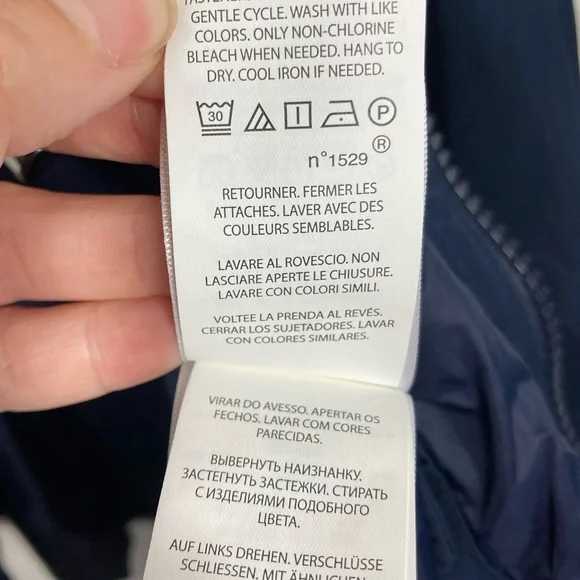 GENTLE CYCLE. WASH WITH LIKE
COLORS. ONLY NON-CHLORINE
BLEACH WHEN NEEDED. HANG TO
DRY. COOL IRON IF NEEDED.
30
P
®
n°1529
RETOURNER. FERMER LES
ATTACHES. LAVER AVEC DES
COULEURS SEMBLABLES.
LAVARE AL ROVESCIO. NON
LASCIARE APERTE LE CHIUSURE.
LAVARE CON COLORI SIMILI.
VOLTEE LA PRENDA AL REVÉS.
CERRAR LOS SUJETADORES. LAVAR
CON COLORES SIMILARES.
VIRAR DO AVESSO. APERTAR OS
FECHOS. LAVAR COM CORES
PARECIDAS.
ВЫВЕРНУТЬ НАИЗНАНКУ.
ЗАСТЕГНУТЬ ЗАСТЕЖКИ. СТИРАТЬ
С ИЗДЕЛИЯМИ ПОДОБНОГО
ЦВЕТА.
AUF LINKS DREHEN. VERSCHLÜSSE
SCHLIESSEN. MIT ÄHNLICHEN